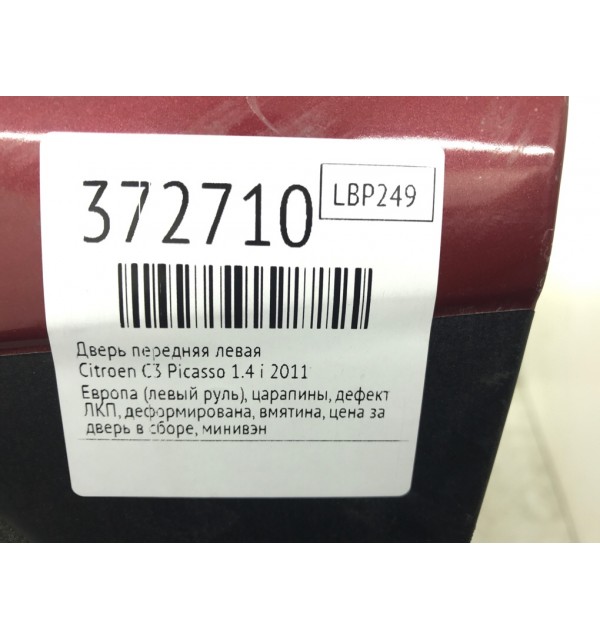 372710
LBP249
Дверь передняя левая
Citroen C3 Picasso 1.4 i 2011
Европа (левый руль), царапины, дефект
ЛКП, деформирована, вмятина, цена за
дверь в сборе, минивэн